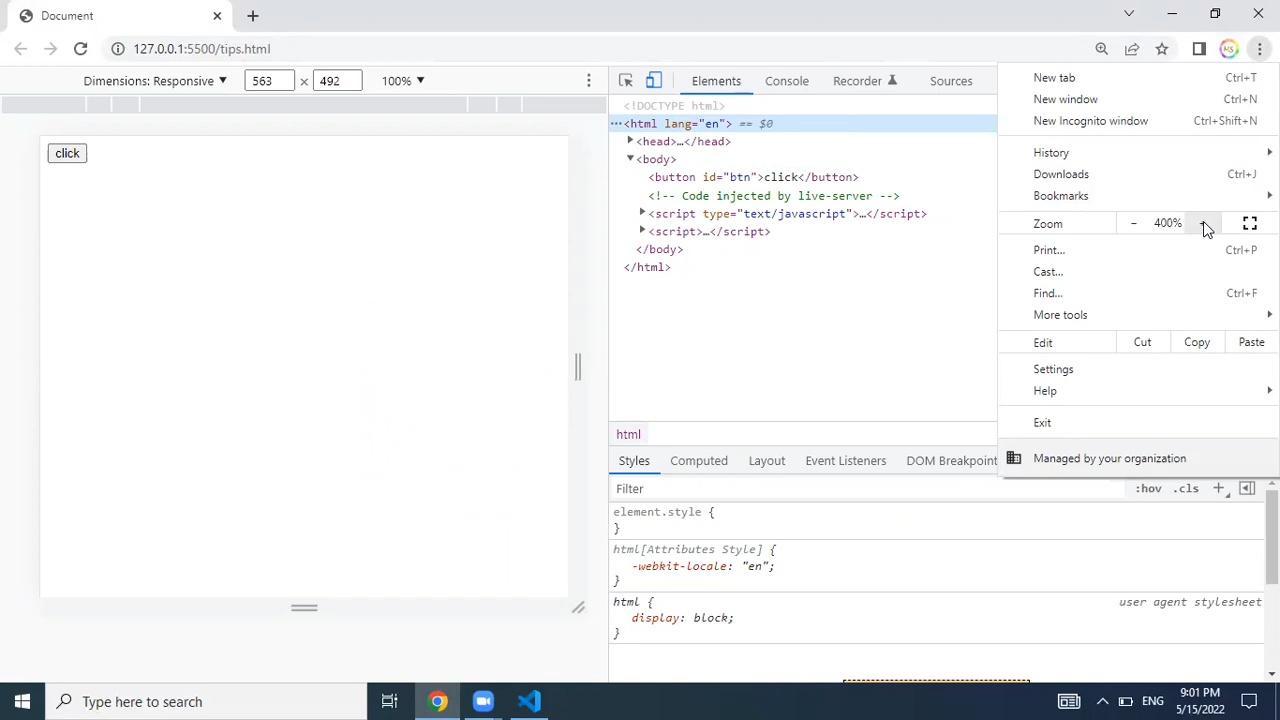 Document
127.0.0.1:5500/tips.html
MS
Dimensions: Responsive ▼ 563 × 492 100% ▼
Elements Console Recorder Sources
click
<!DOCTYPE html>
<html lang="en"> == $0
<head>…</head>
<body>
<button id="btn">click</button>
<!-- Code injected by live-server -->
<script type="text/javascript">…</script>
<script>…</script>
</body>
</html>
html
Styles Computed Layout Event Listeners DOM Breakpoin
Filter :hov .cls +
element.style {
}
html[Attributes Style] {
-webkit-locale: "en";
}
html { user agent stylesheet
display: block;
}
New tab Ctrl+T
New window Ctrl+N
New Incognito window Ctrl+Shift+N
History
Downloads Ctrl+J
Bookmarks
Zoom − 400%
Print... Ctrl+P
Cast...
Find... Ctrl+F
More tools
Edit Cut Copy Paste
Settings
Help
Exit
Managed by your organization
Type here to search
ENG
9:01 PM
5/15/2022